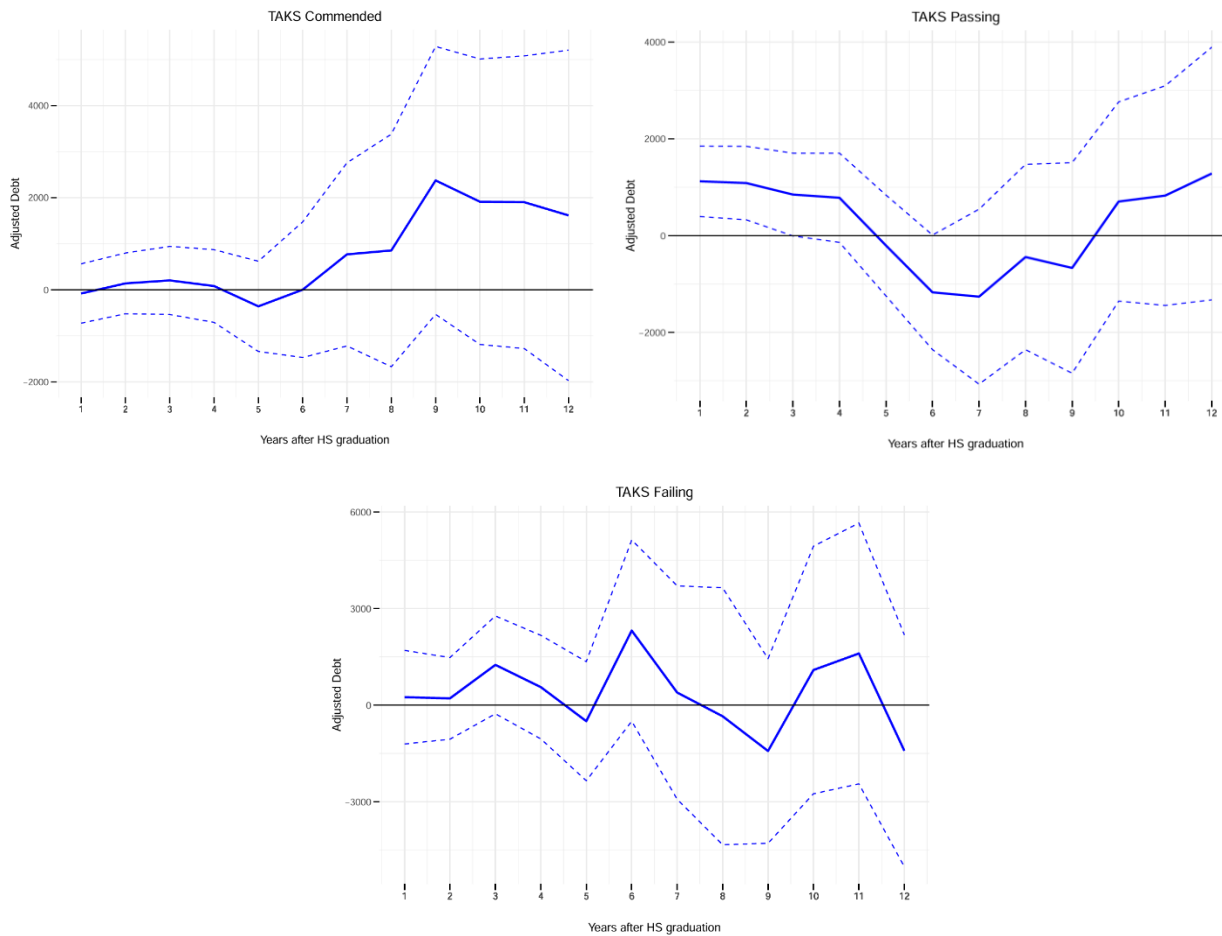 TAKS Commended
Adjusted Debt
4000
2000
0
−2000
1 2 3 4 5 6 7 8 9 10 11 12
Years after HS graduation
TAKS Passing
Adjusted Debt
4000
2000
0
−2000
1 2 3 4 5 6 7 8 9 10 11 12
Years after HS graduation
TAKS Failing
Adjusted Debt
6000
3000
0
−3000
1 2 3 4 5 6 7 8 9 10 11 12
Years after HS graduation